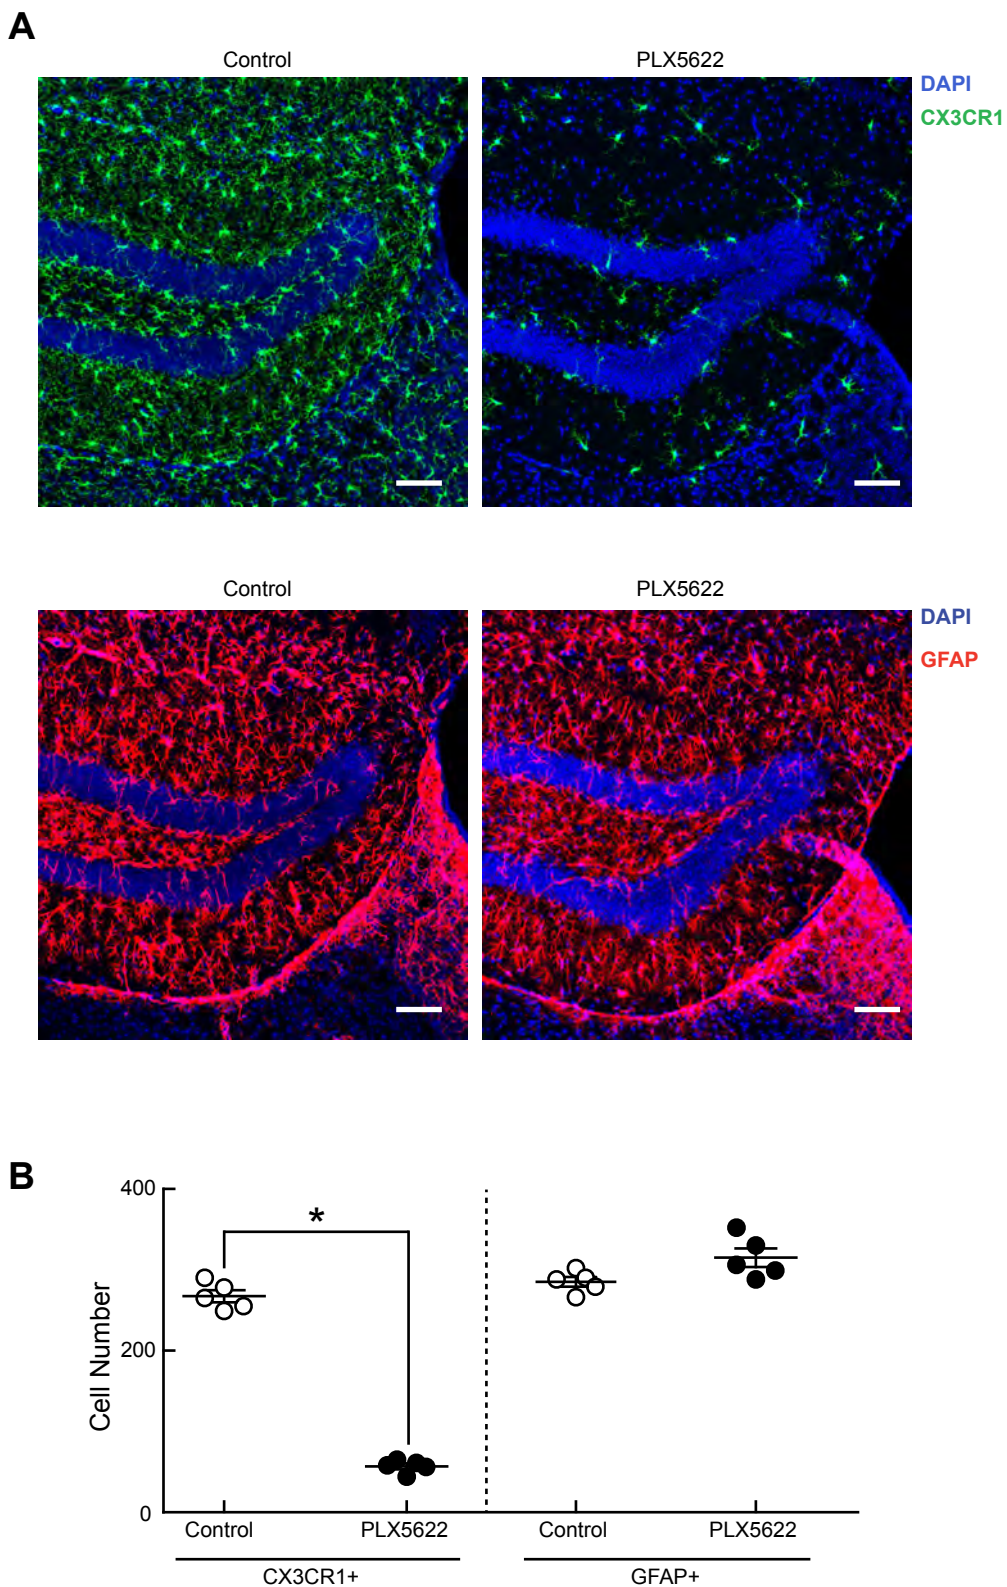 A
Control
PLX5622
DAPI
CX3CR1
Control
PLX5622
DAPI
GFAP
B
400
*
200
0
Cell Number
Control
PLX5622
Control
PLX5622
CX3CR1+
GFAP+